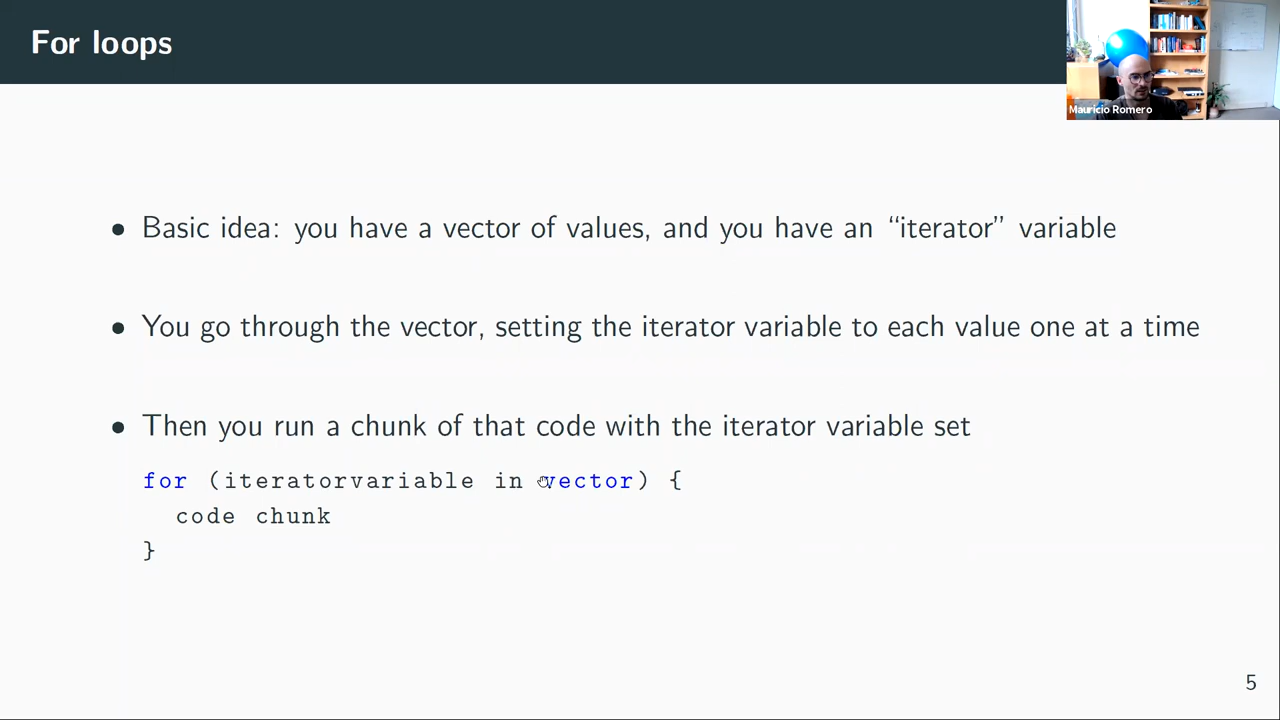 For loops
Mauricio Romero
• Basic idea: you have a vector of values, and you have an “iterator” variable
• You go through the vector, setting the iterator variable to each value one at a time
• Then you run a chunk of that code with the iterator variable set
for (iteratorvariable in vector) {
code chunk
}
5